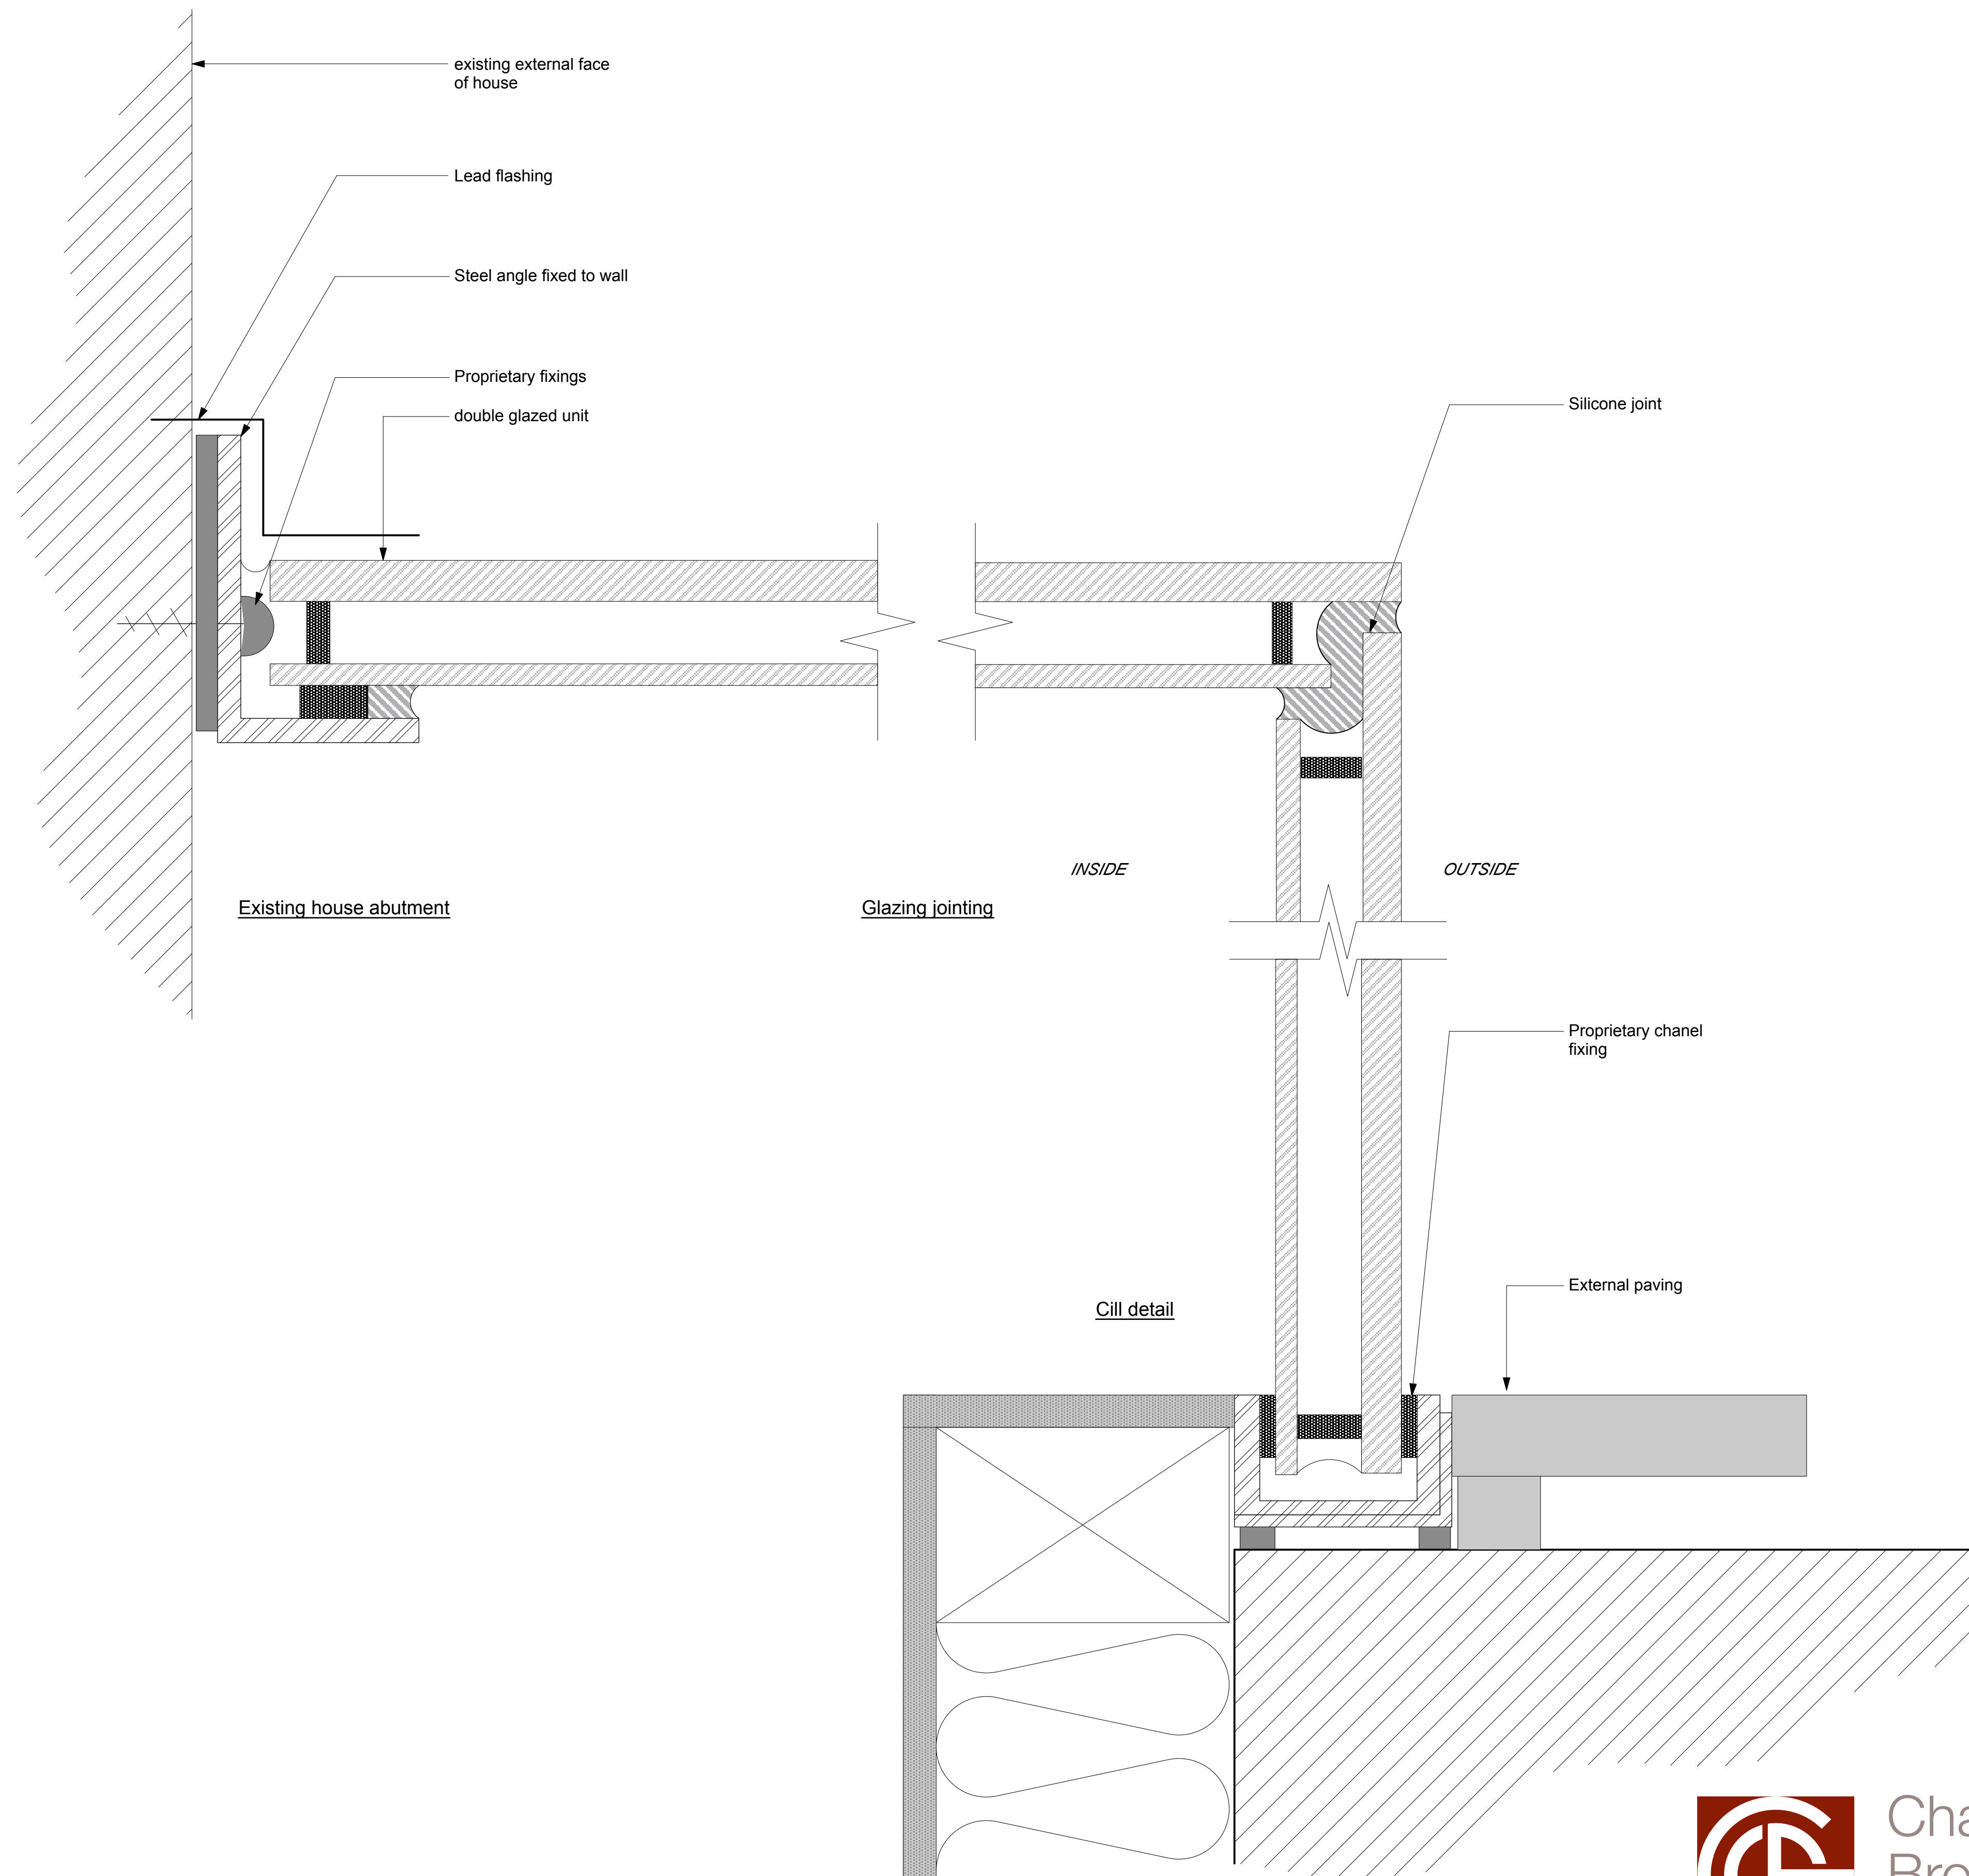 existing external face
of house
Lead flashing
Steel angle fixed to wall
Proprietary fixings
double glazed unit
Silicone joint
INSIDE
OUTSIDE
Existing house abutment
Glazing jointing
Proprietary chanel
fixing
External paving
Cill detail
Cha